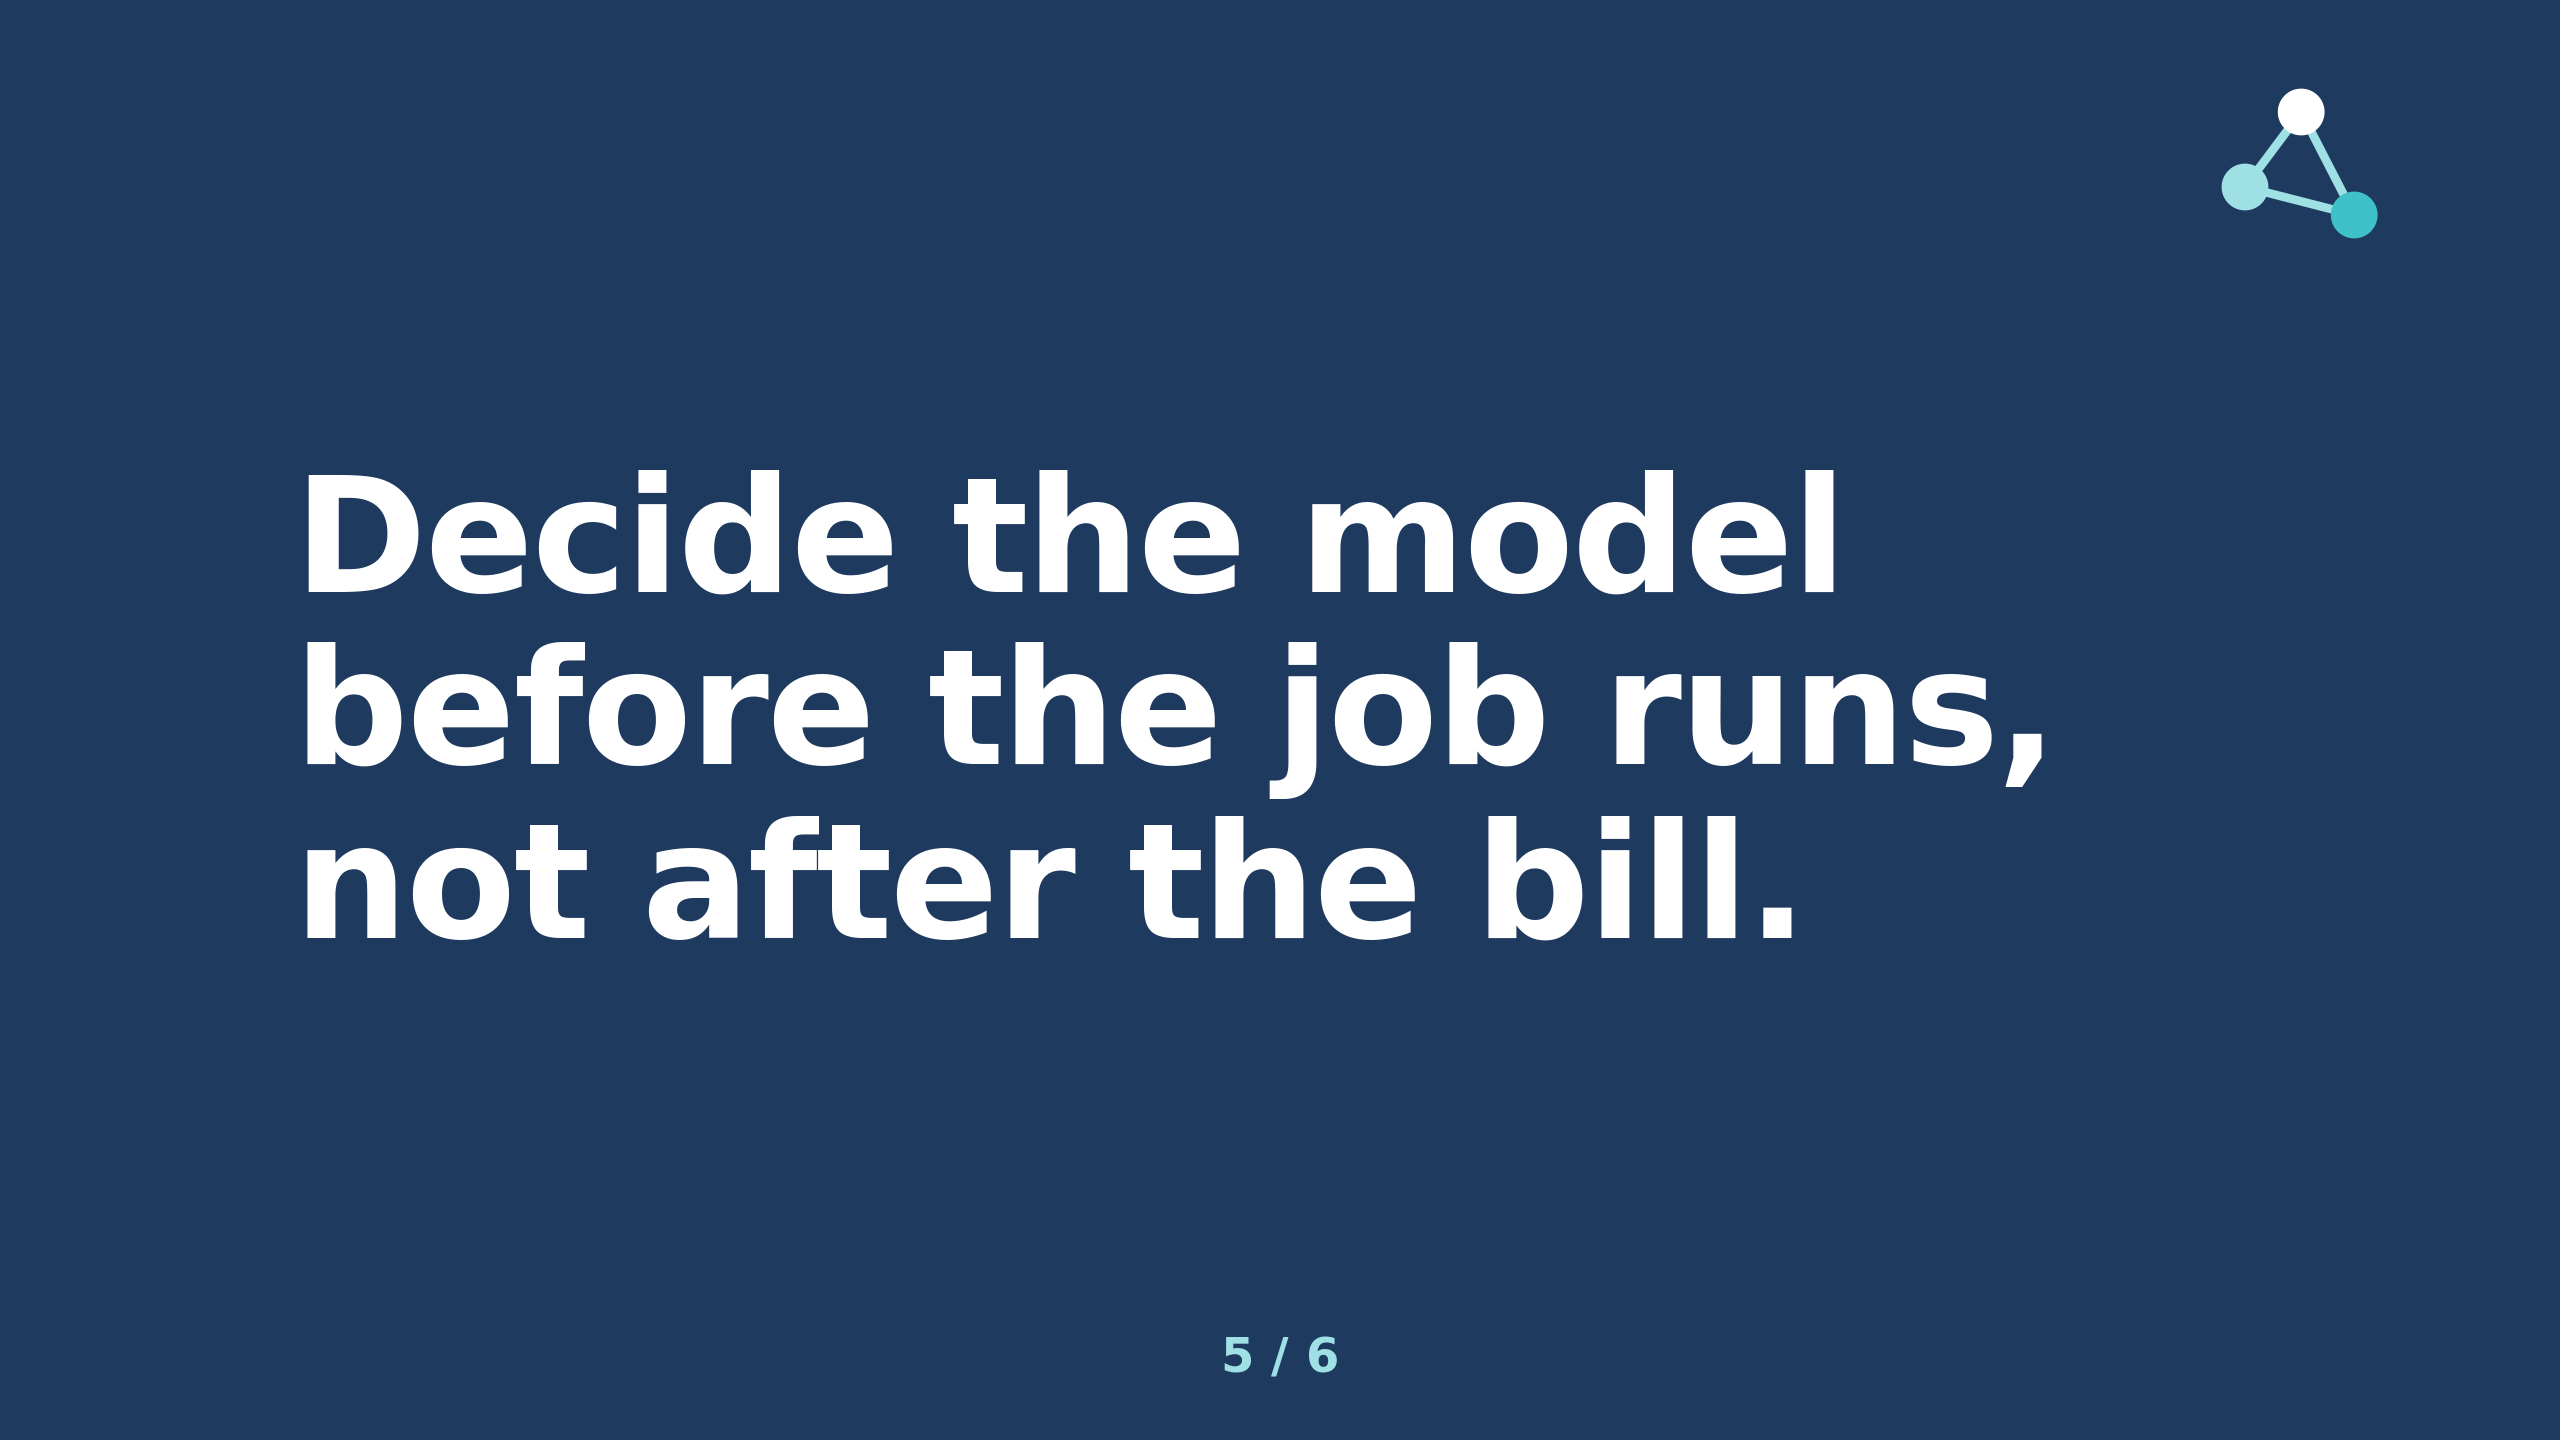 Decide the model
before the job runs,
not after the bill.
5 / 6